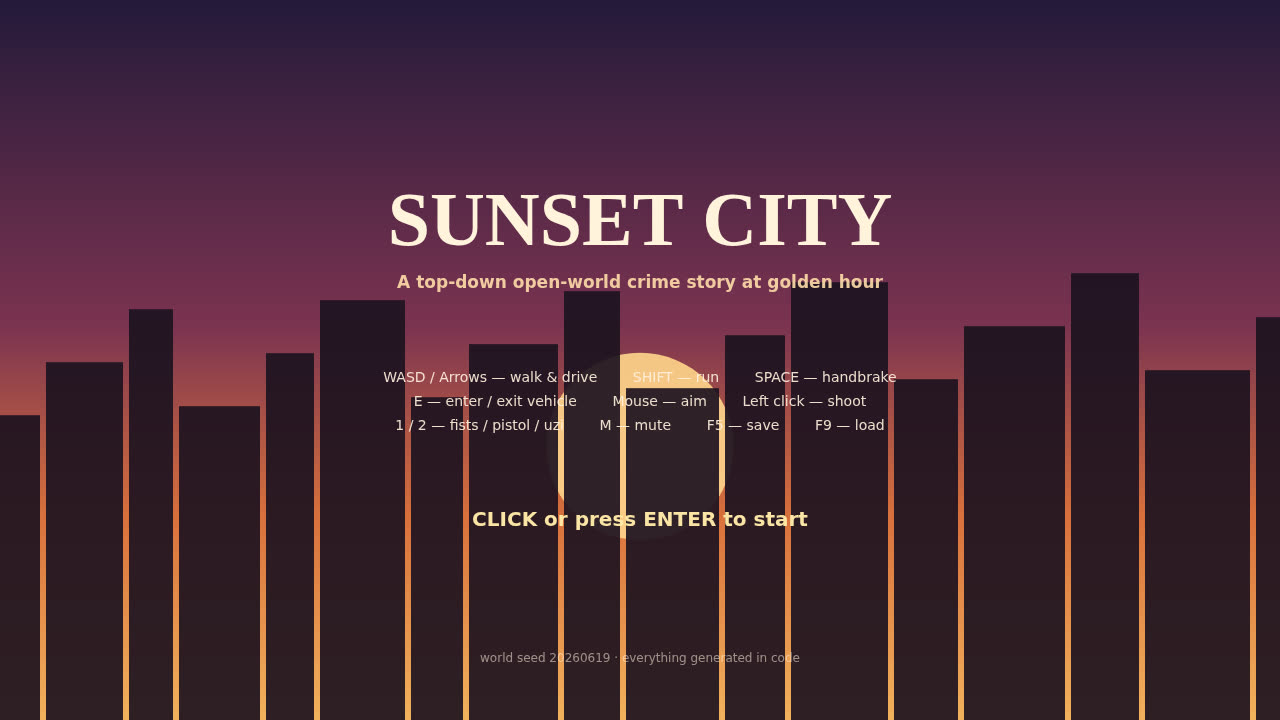 SUNSET CITY
A top-down open-world crime story at golden hour
WASD / Arrows — walk & drive SHIFT — run SPACE — handbrake
E — enter / exit vehicle Mouse — aim Left click — shoot
1 / 2 — fists / pistol / uzi M — mute F5 — save F9 — load
CLICK or press ENTER to start
world seed 20260619 · everything generated in code